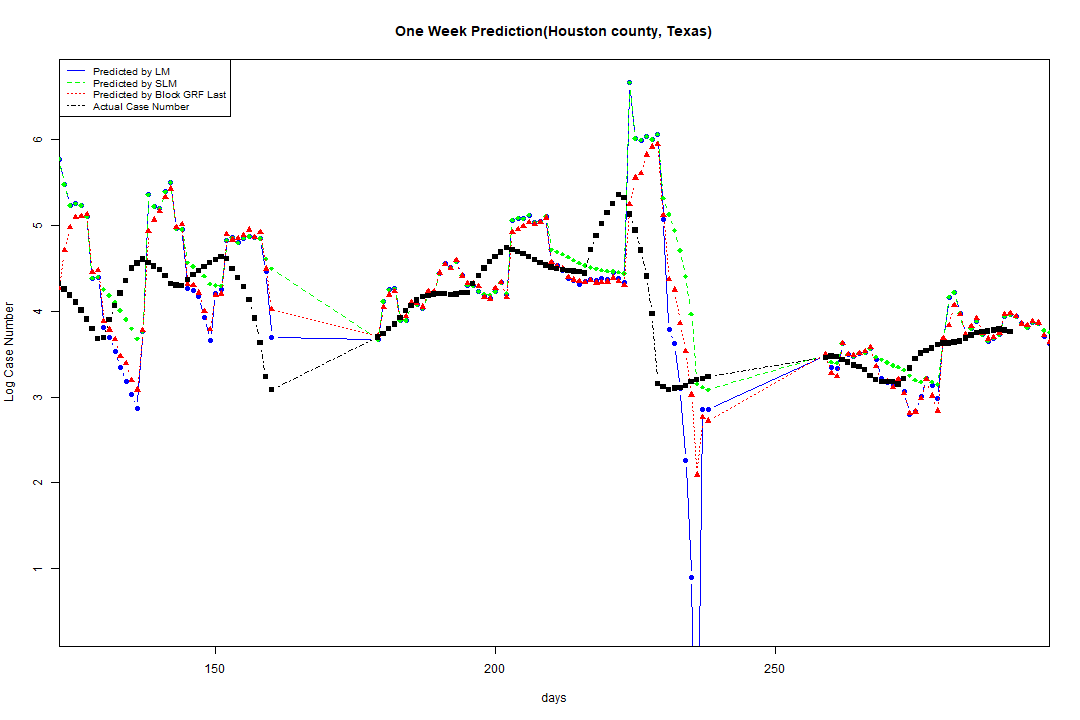 One Week Prediction(Houston county, Texas)
Predicted by LM
Predicted by SLM
Predicted by Block GRF Last
Actual Case Number
Log Case Number
6
5
4
3
2
1
150
200
250
days